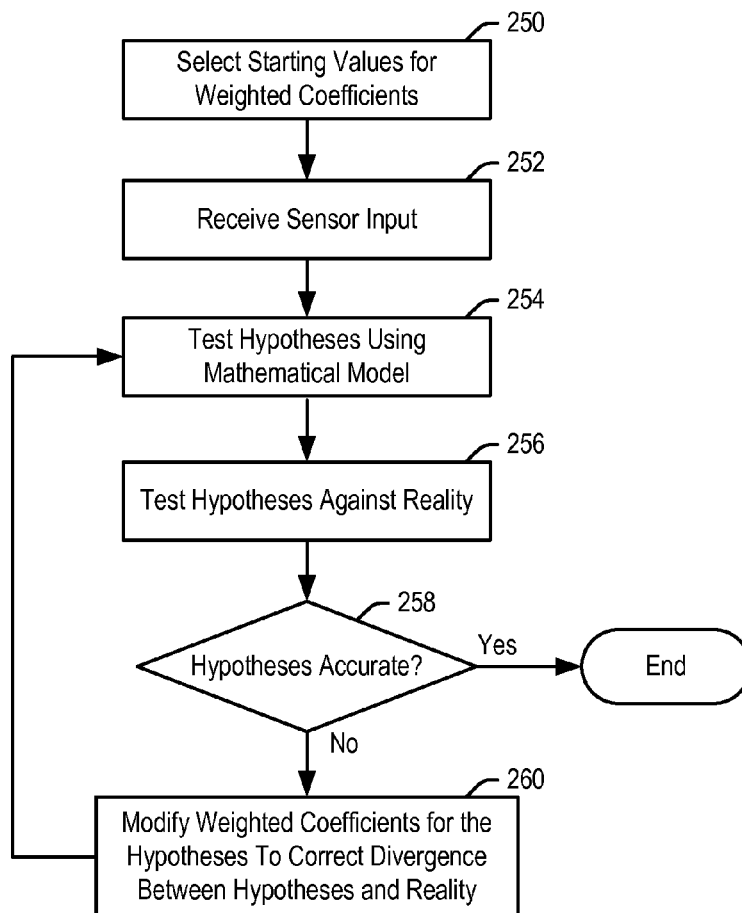 250
Select Starting Values for
Weighted Coefficients
252
Receive Sensor Input
254
Test Hypotheses Using
Mathematical Model
256
Test Hypotheses Against Reality
258
Hypotheses Accurate?
Yes
End
No
260
Modify Weighted Coefficients for the
Hypotheses To Correct Divergence
Between Hypotheses and Reality